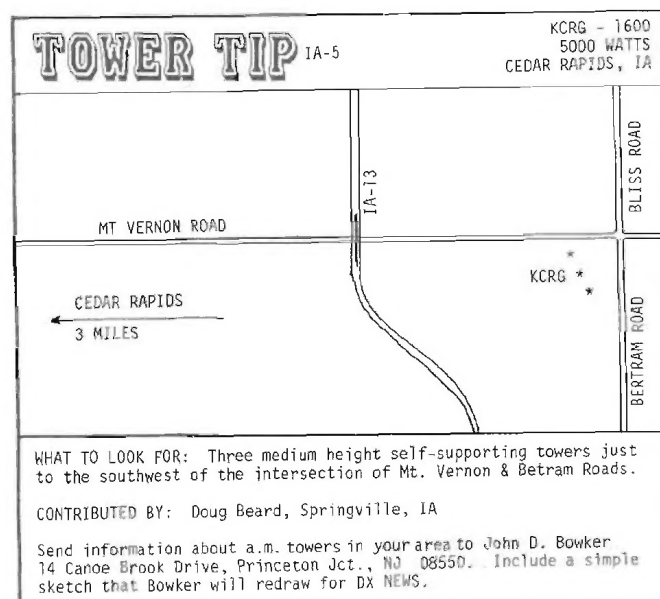 TOWER TIP IA-5
KCRG - 1600
5000 WATTS
CEDAR RAPIDS, IA
BLISS ROAD
IA-13
MT VERNON ROAD
KCRG
*
*
*
CEDAR RAPIDS
3 MILES
BERTRAM ROAD
WHAT TO LOOK FOR: Three medium height self-supporting towers just
to the southwest of the intersection of Mt. Vernon & Betram Roads.
CONTRIBUTED BY: Doug Beard, Springville, IA
Send information about a.m. towers in your area to John D. Bowker
14 Canoe Brook Drive, Princeton Jct., NJ 08550. Include a simple
sketch that Bowker will redraw for DX NEWS.